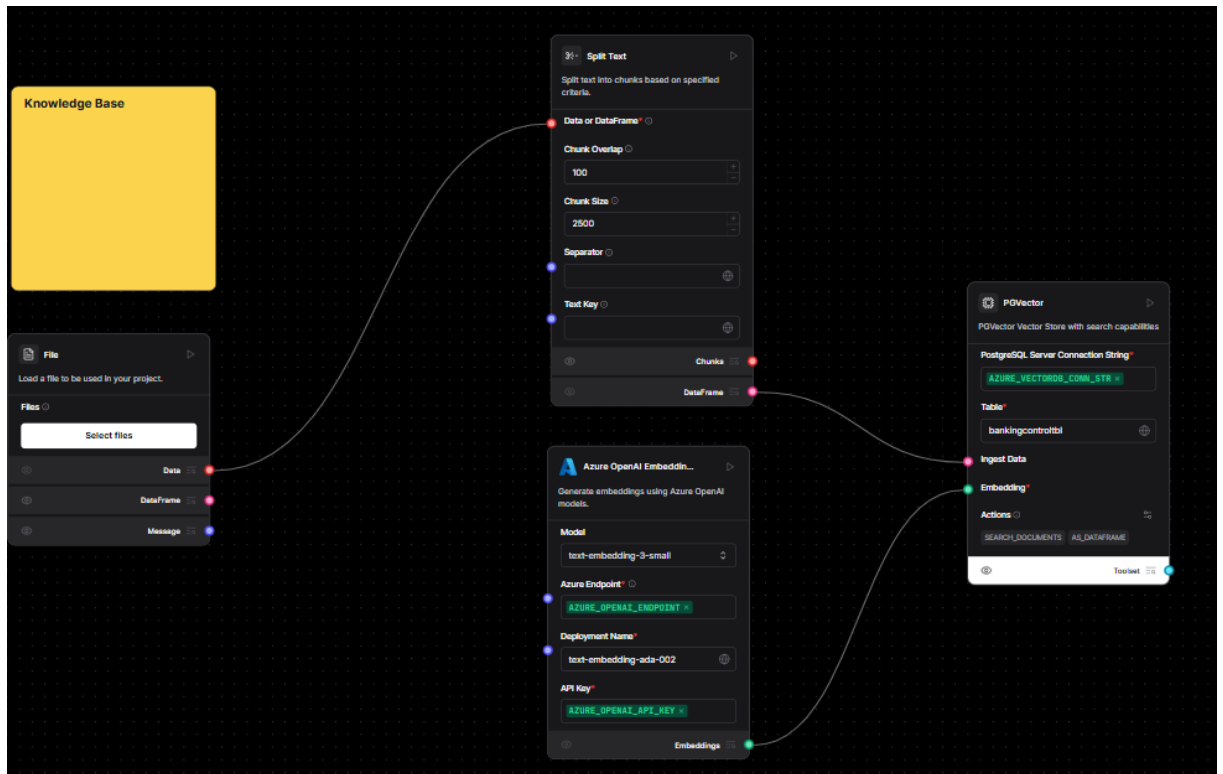 Knowledge Base
File
Load a file to be used in your project.
Files
Select files
Data
DataFrame
Message
Split Text
Split text into chunks based on specified
criteria.
Data or DataFrame*
Chunk Overlap
100
Chunk Size
2500
Separator
Text Key
Chunks
DataFrame
Azure OpenAI Embeddin...
Generate embeddings using Azure OpenAI
models.
Model
text-embedding-3-small
Azure Endpoint*
AZURE_OPENAI_ENDPOINT ×
Deployment Name*
text-embedding-ada-002
API Key*
AZURE_OPENAI_API_KEY ×
Embeddings
PGVector
PGVector Vector Store with search capabilities
PostgreSQL Server Connection String*
AZURE_VECTORDB_CONN_STR ×
Table*
bankingcontroltbl
Ingest Data
Embedding*
Actions
SEARCH_DOCUMENTS AS_DATAFRAME
Toolset